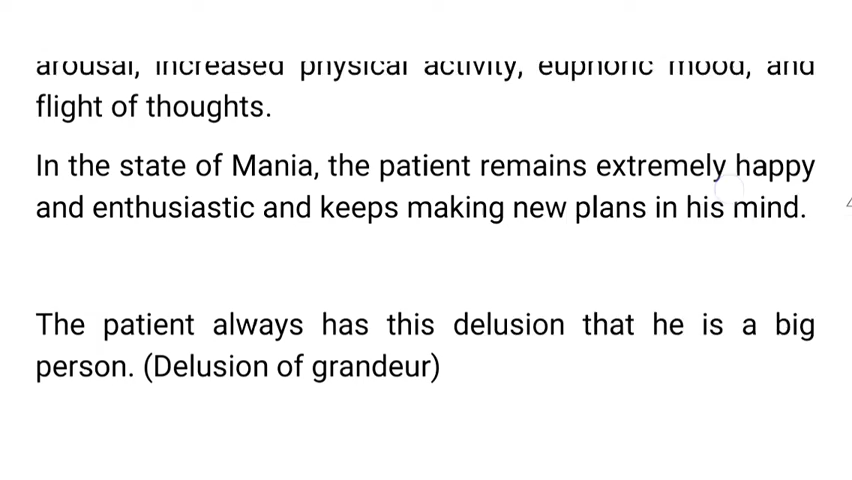 arousal, increased physical activity, euphoric mood, and
flight of thoughts.
In the state of Mania, the patient remains extremely happy
and enthusiastic and keeps making new plans in his mind.
The patient always has this delusion that he is a big
person. (Delusion of grandeur)